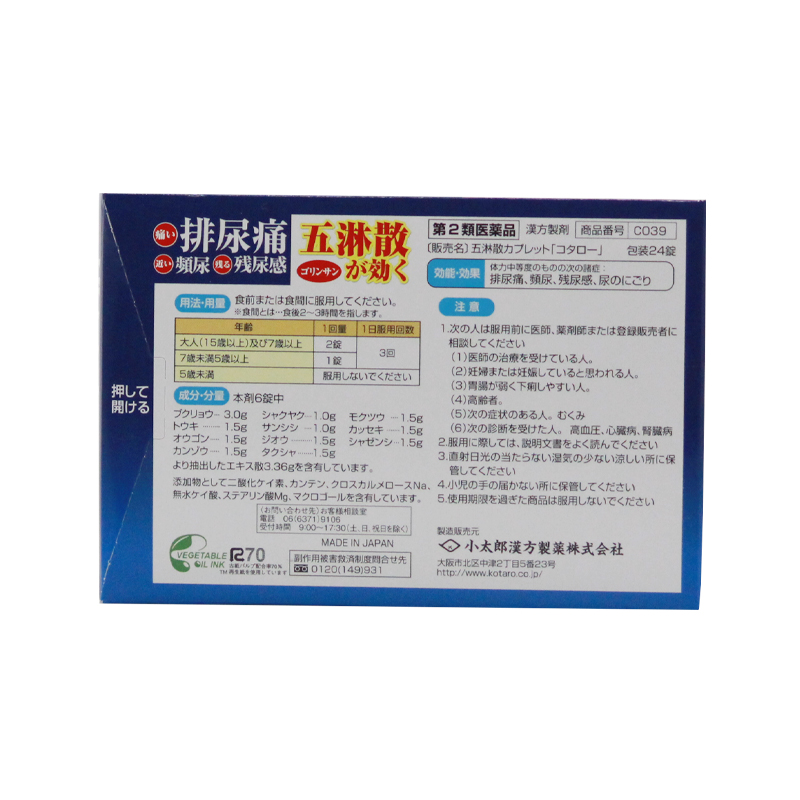 痛い 排尿痛
近い 頻尿 残る 残尿感
五淋散
ゴリンサン が効く
第2類医薬品 漢方製剤 商品番号 C039
〔販売名〕五淋散カプレット「コタロー」 包装24錠
効能・効果 体力中等度のものの次の諸症：
排尿痛、頻尿、残尿感、尿のにごり
用法・用量 食前または食間に服用してください。
※食間とは…食後2～3時間を指します。
年齢 1回量 1日服用回数
大人（15歳以上）及び7歳以上 2錠 3回
7歳未満5歳以上 1錠
5歳未満 服用しないでください
押して
開ける
成分・分量 本剤6錠中
ブクリョウ…3.0g シャクヤク…1.0g モクツウ…1.5g
トウキ……1.5g サンシシ…1.0g カッセキ…1.5g
オウゴン…1.5g ジオウ……1.5g シャゼンシ…1.5g
カンゾウ…1.5g タクシャ…1.5g
より抽出したエキス散3.36gを含有しています。
添加物として二酸化ケイ素、カンテン、クロスカルメロースNa、
無水ケイ酸、ステアリン酸Mg、マクロゴールを含有しています。
〔お問い合わせ先〕お客様相談室
電話 06(6371)9106
受付時間 9:00～17:30（土、日、祝日を除く）
MADE IN JAPAN
副作用被害救済制度問合せ先
0120(149)931
VEGETABLE
OIL INK
R70
古紙パルプ配合率70%
再生紙を使用しています
注意
1.次の人は服用前に医師、薬剤師または登録販売者に
相談してください
（1）医師の治療を受けている人。
（2）妊婦または妊娠していると思われる人。
（3）胃腸が弱く下痢しやすい人。
（4）高齢者。
（5）次の症状のある人。むくみ
（6）次の診断を受けた人。 高血圧、心臓病、腎臓病
2.服用に際しては、説明文書をよく読んでください
3.直射日光の当たらない湿気の少ない涼しい所に保
管してください
4.小児の手の届かない所に保管してください
5.使用期限を過ぎた商品は服用しないでください
製造販売元
小太郎漢方製薬株式会社
大阪市北区中津2丁目5番23号
http://www.kotaro.co.jp/